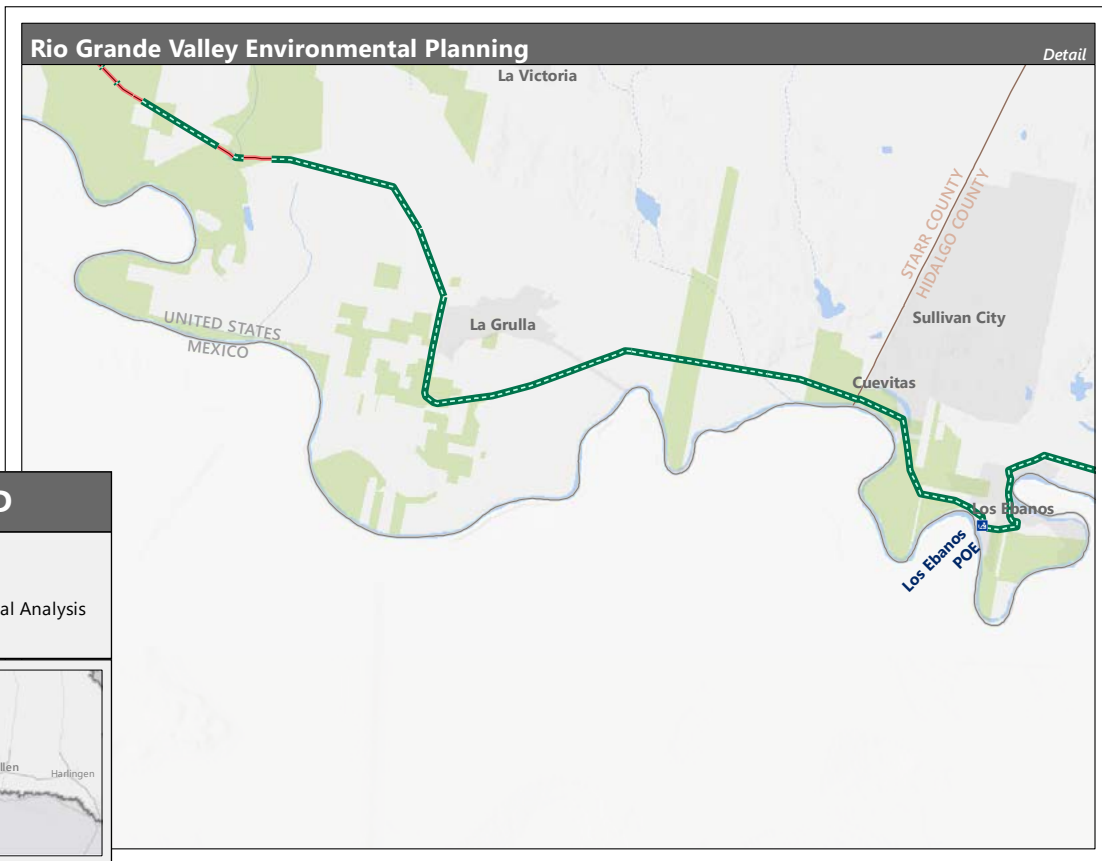 Rio Grande Valley Environmental Planning
Detail
La Victoria
STARR COUNTY
HIDALGO COUNTY
UNITED STATES
MEXICO
La Grulla
Sullivan City
Cuevitas
Los Ebanos
Los Ebanos
POE
al Analysis
Harlingen